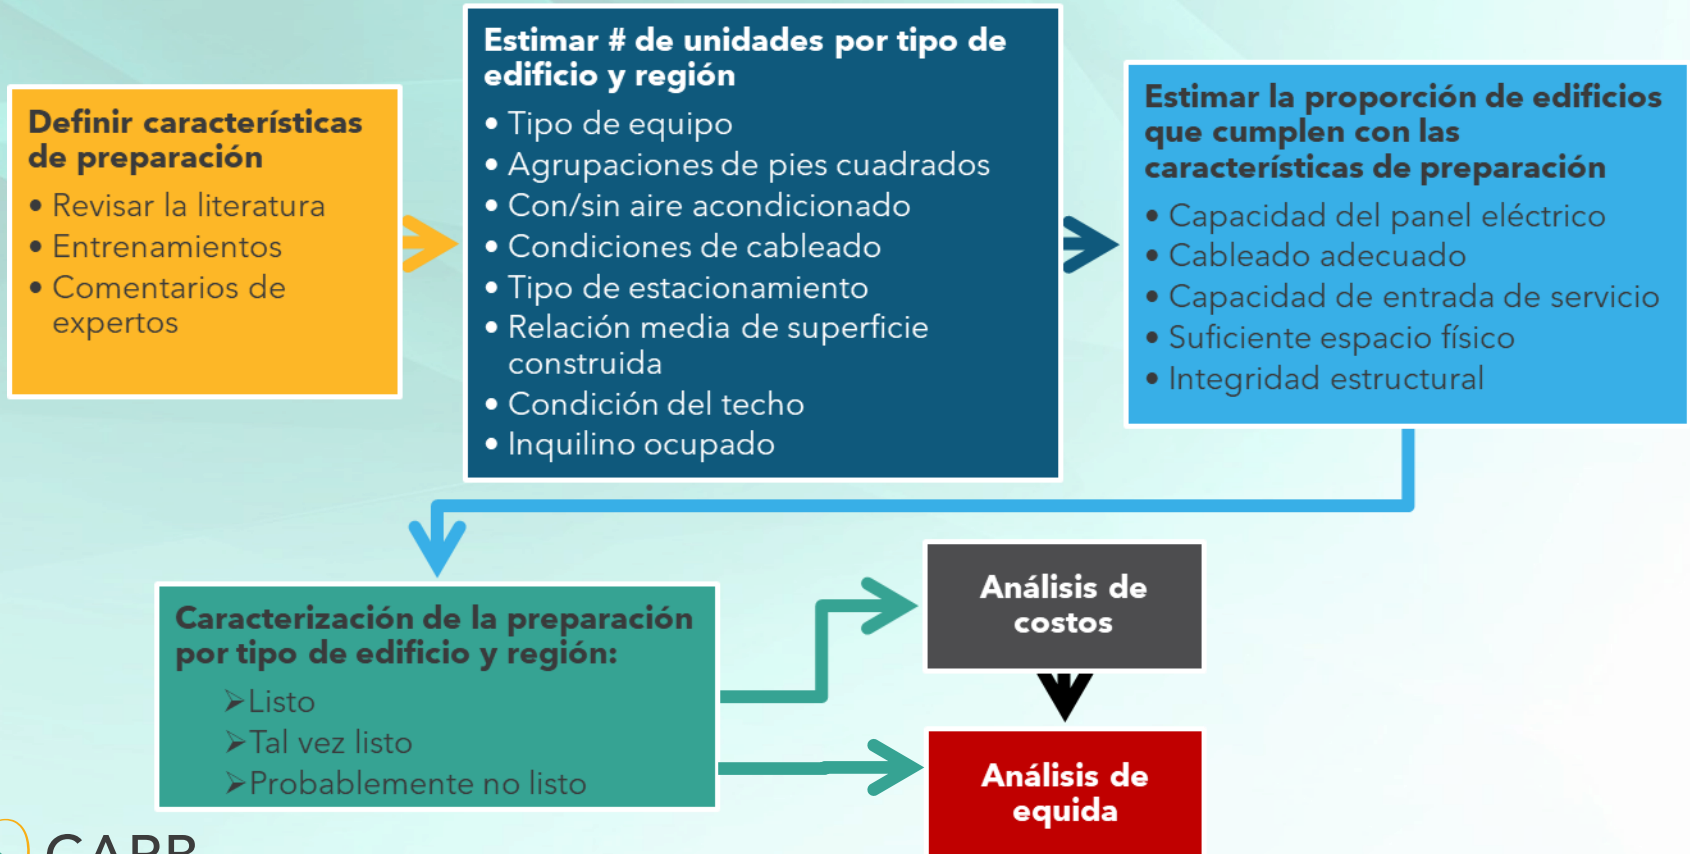 Definir características
de preparación
• Revisar la literatura
• Entrenamientos
• Comentarios de
expertos
Estimar # de unidades por tipo de
edificio y región
• Tipo de equipo
• Agrupaciones de pies cuadrados
• Con/sin aire acondicionado
• Condiciones de cableado
• Tipo de estacionamiento
• Relación media de superficie
construida
• Condición del techo
• Inquilino ocupado
Estimar la proporción de edificios
que cumplen con las
características de preparación
• Capacidad del panel eléctrico
• Cableado adecuado
• Capacidad de entrada de servicio
• Suficiente espacio físico
• Integridad estructural
Caracterización de la preparación
por tipo de edificio y región:
➢Listo
➢Tal vez listo
➢Probablemente no listo
Análisis de
costos
Análisis de
equida
CARB